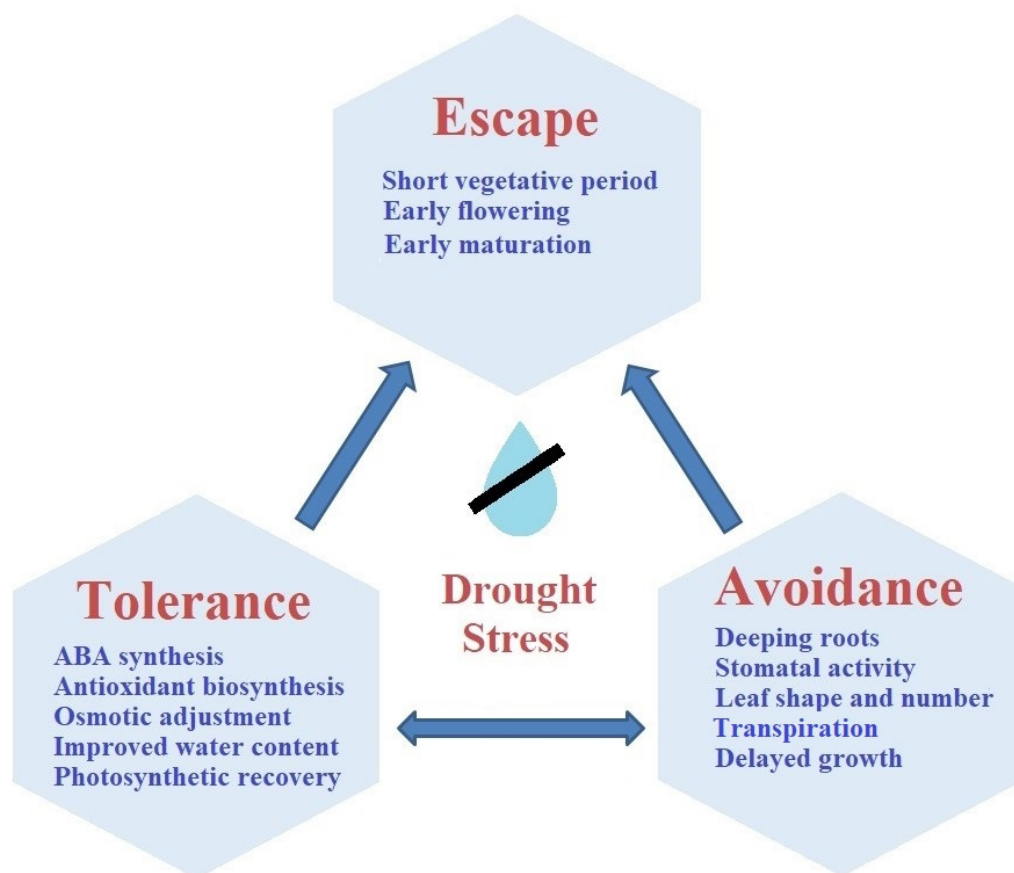 Escape
Short vegetative period
Early flowering
Early maturation
Drought
Stress
Tolerance
ABA synthesis
Antioxidant biosynthesis
Osmotic adjustment
Improved water content
Photosynthetic recovery
Avoidance
Deeping roots
Stomatal activity
Leaf shape and number
Transpiration
Delayed growth